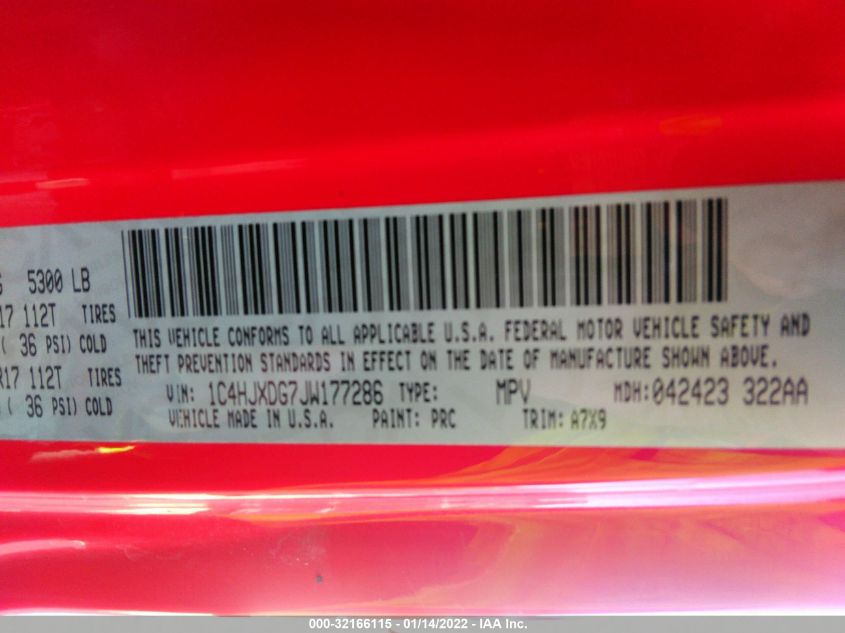 5300 LB
17 112T TIRES
( 36 PSI) COLD
R17 112T TIRES
( 36 PSI) COLD
THIS VEHICLE CONFORMS TO ALL APPLICABLE U.S.A. FEDERAL MOTOR VEHICLE SAFETY AND
THEFT PREVENTION STANDARDS IN EFFECT ON THE DATE OF MANUFACTURE SHOWN ABOVE.
VIN: 1C4HJXDG7JW177286 TYPE: MPV MDH:042423 322AA
VEHICLE MADE IN U.S.A. PAINT: PRC TRIM: A7X9
000-32166115 - 01/14/2022 - IAA Inc.